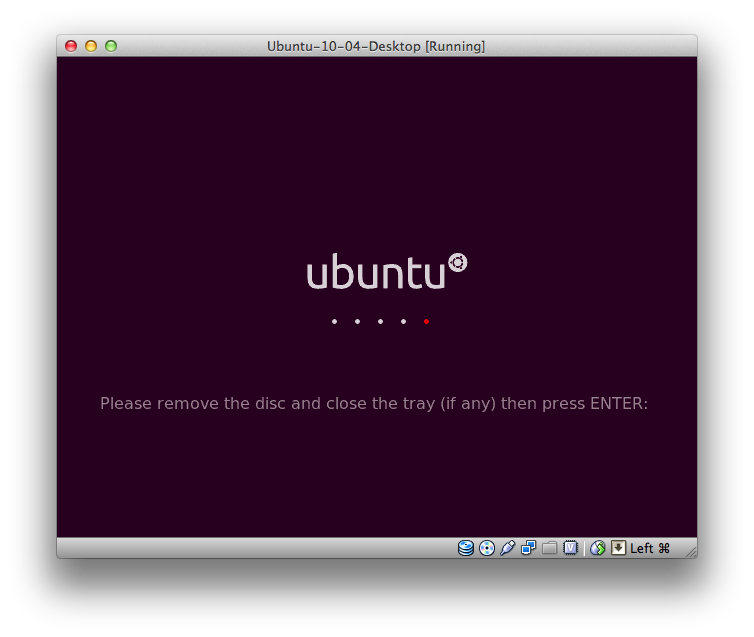 Ubuntu-10-04-Desktop [Running]
ubuntu
Please remove the disc and close the tray (if any) then press ENTER:
V
Left ⌘